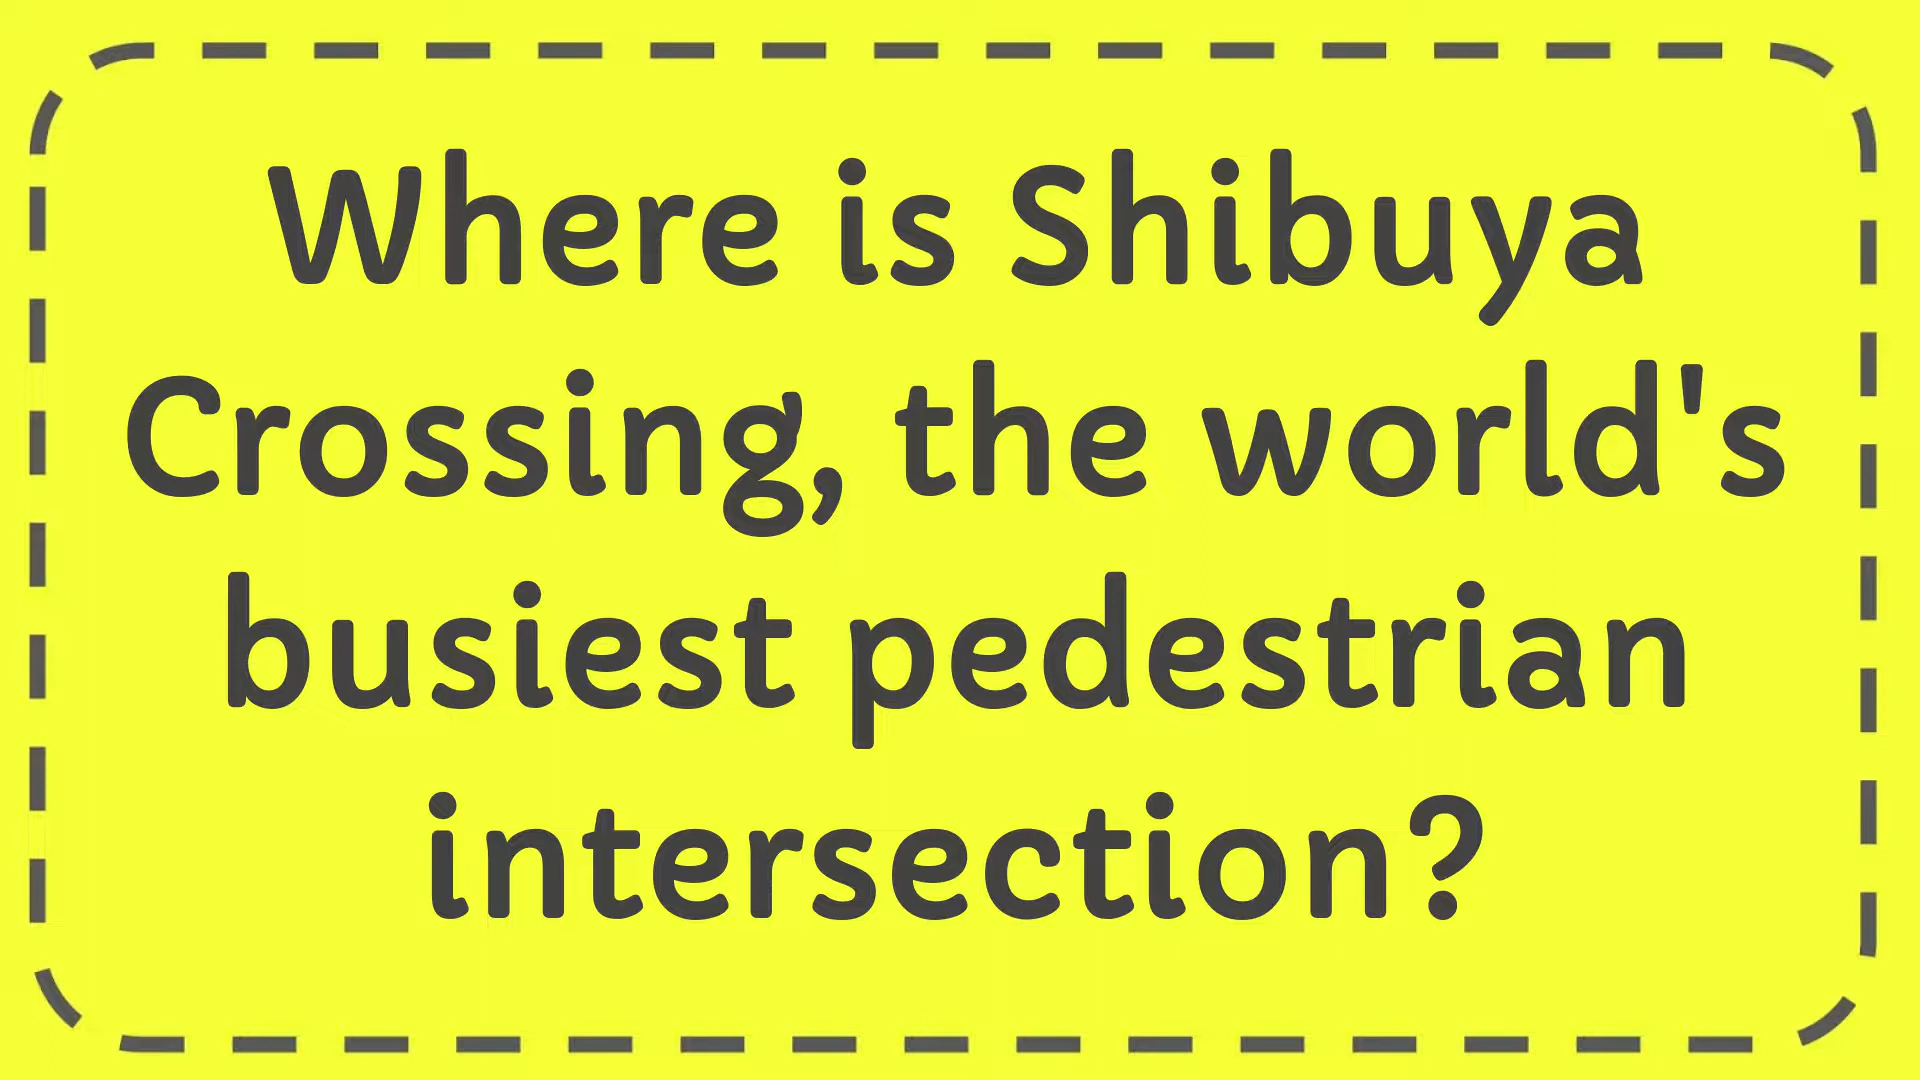 Where is Shibuya
Crossing, the world's
busiest pedestrian
intersection?